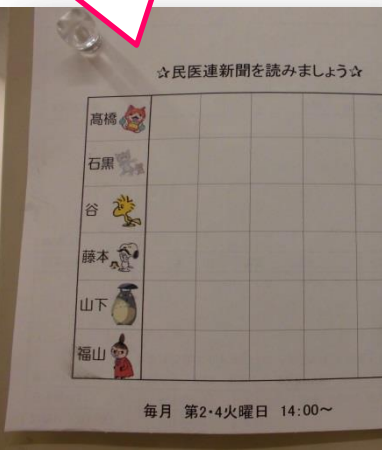 ☆民医連新聞を読みましょう☆
高橋
石黒
谷
藤本
山下
福山
毎月 第2・4火曜日 14:00～